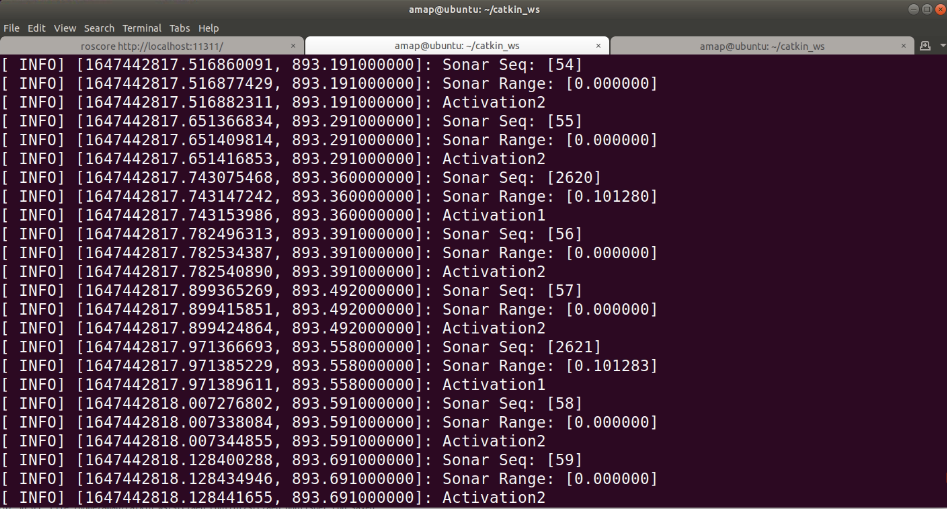 amap@ubuntu: ~/catkin_ws
File Edit View Search Terminal Tabs Help
roscore http://localhost:11311/ × amap@ubuntu: ~/catkin_ws × amap@ubuntu: ~/catkin_ws ×
[ INFO] [1647442817.516860091, 893.191000000]: Sonar Seq: [54]
[ INFO] [1647442817.516877429, 893.191000000]: Sonar Range: [0.000000]
[ INFO] [1647442817.516882311, 893.191000000]: Activation2
[ INFO] [1647442817.651366834, 893.291000000]: Sonar Seq: [55]
[ INFO] [1647442817.651409814, 893.291000000]: Sonar Range: [0.000000]
[ INFO] [1647442817.651416853, 893.291000000]: Activation2
[ INFO] [1647442817.743075468, 893.360000000]: Sonar Seq: [2620]
[ INFO] [1647442817.743147242, 893.360000000]: Sonar Range: [0.101280]
[ INFO] [1647442817.743153986, 893.360000000]: Activation1
[ INFO] [1647442817.782496313, 893.391000000]: Sonar Seq: [56]
[ INFO] [1647442817.782534387, 893.391000000]: Sonar Range: [0.000000]
[ INFO] [1647442817.782540890, 893.391000000]: Activation2
[ INFO] [1647442817.899365269, 893.492000000]: Sonar Seq: [57]
[ INFO] [1647442817.899415851, 893.492000000]: Sonar Range: [0.000000]
[ INFO] [1647442817.899424864, 893.492000000]: Activation2
[ INFO] [1647442817.971366693, 893.558000000]: Sonar Seq: [2621]
[ INFO] [1647442817.971385229, 893.558000000]: Sonar Range: [0.101283]
[ INFO] [1647442817.971389611, 893.558000000]: Activation1
[ INFO] [1647442818.007276802, 893.591000000]: Sonar Seq: [58]
[ INFO] [1647442818.007338084, 893.591000000]: Sonar Range: [0.000000]
[ INFO] [1647442818.007344855, 893.591000000]: Activation2
[ INFO] [1647442818.128400288, 893.691000000]: Sonar Seq: [59]
[ INFO] [1647442818.128434946, 893.691000000]: Sonar Range: [0.000000]
[ INFO] [1647442818.128441655, 893.691000000]: Activation2